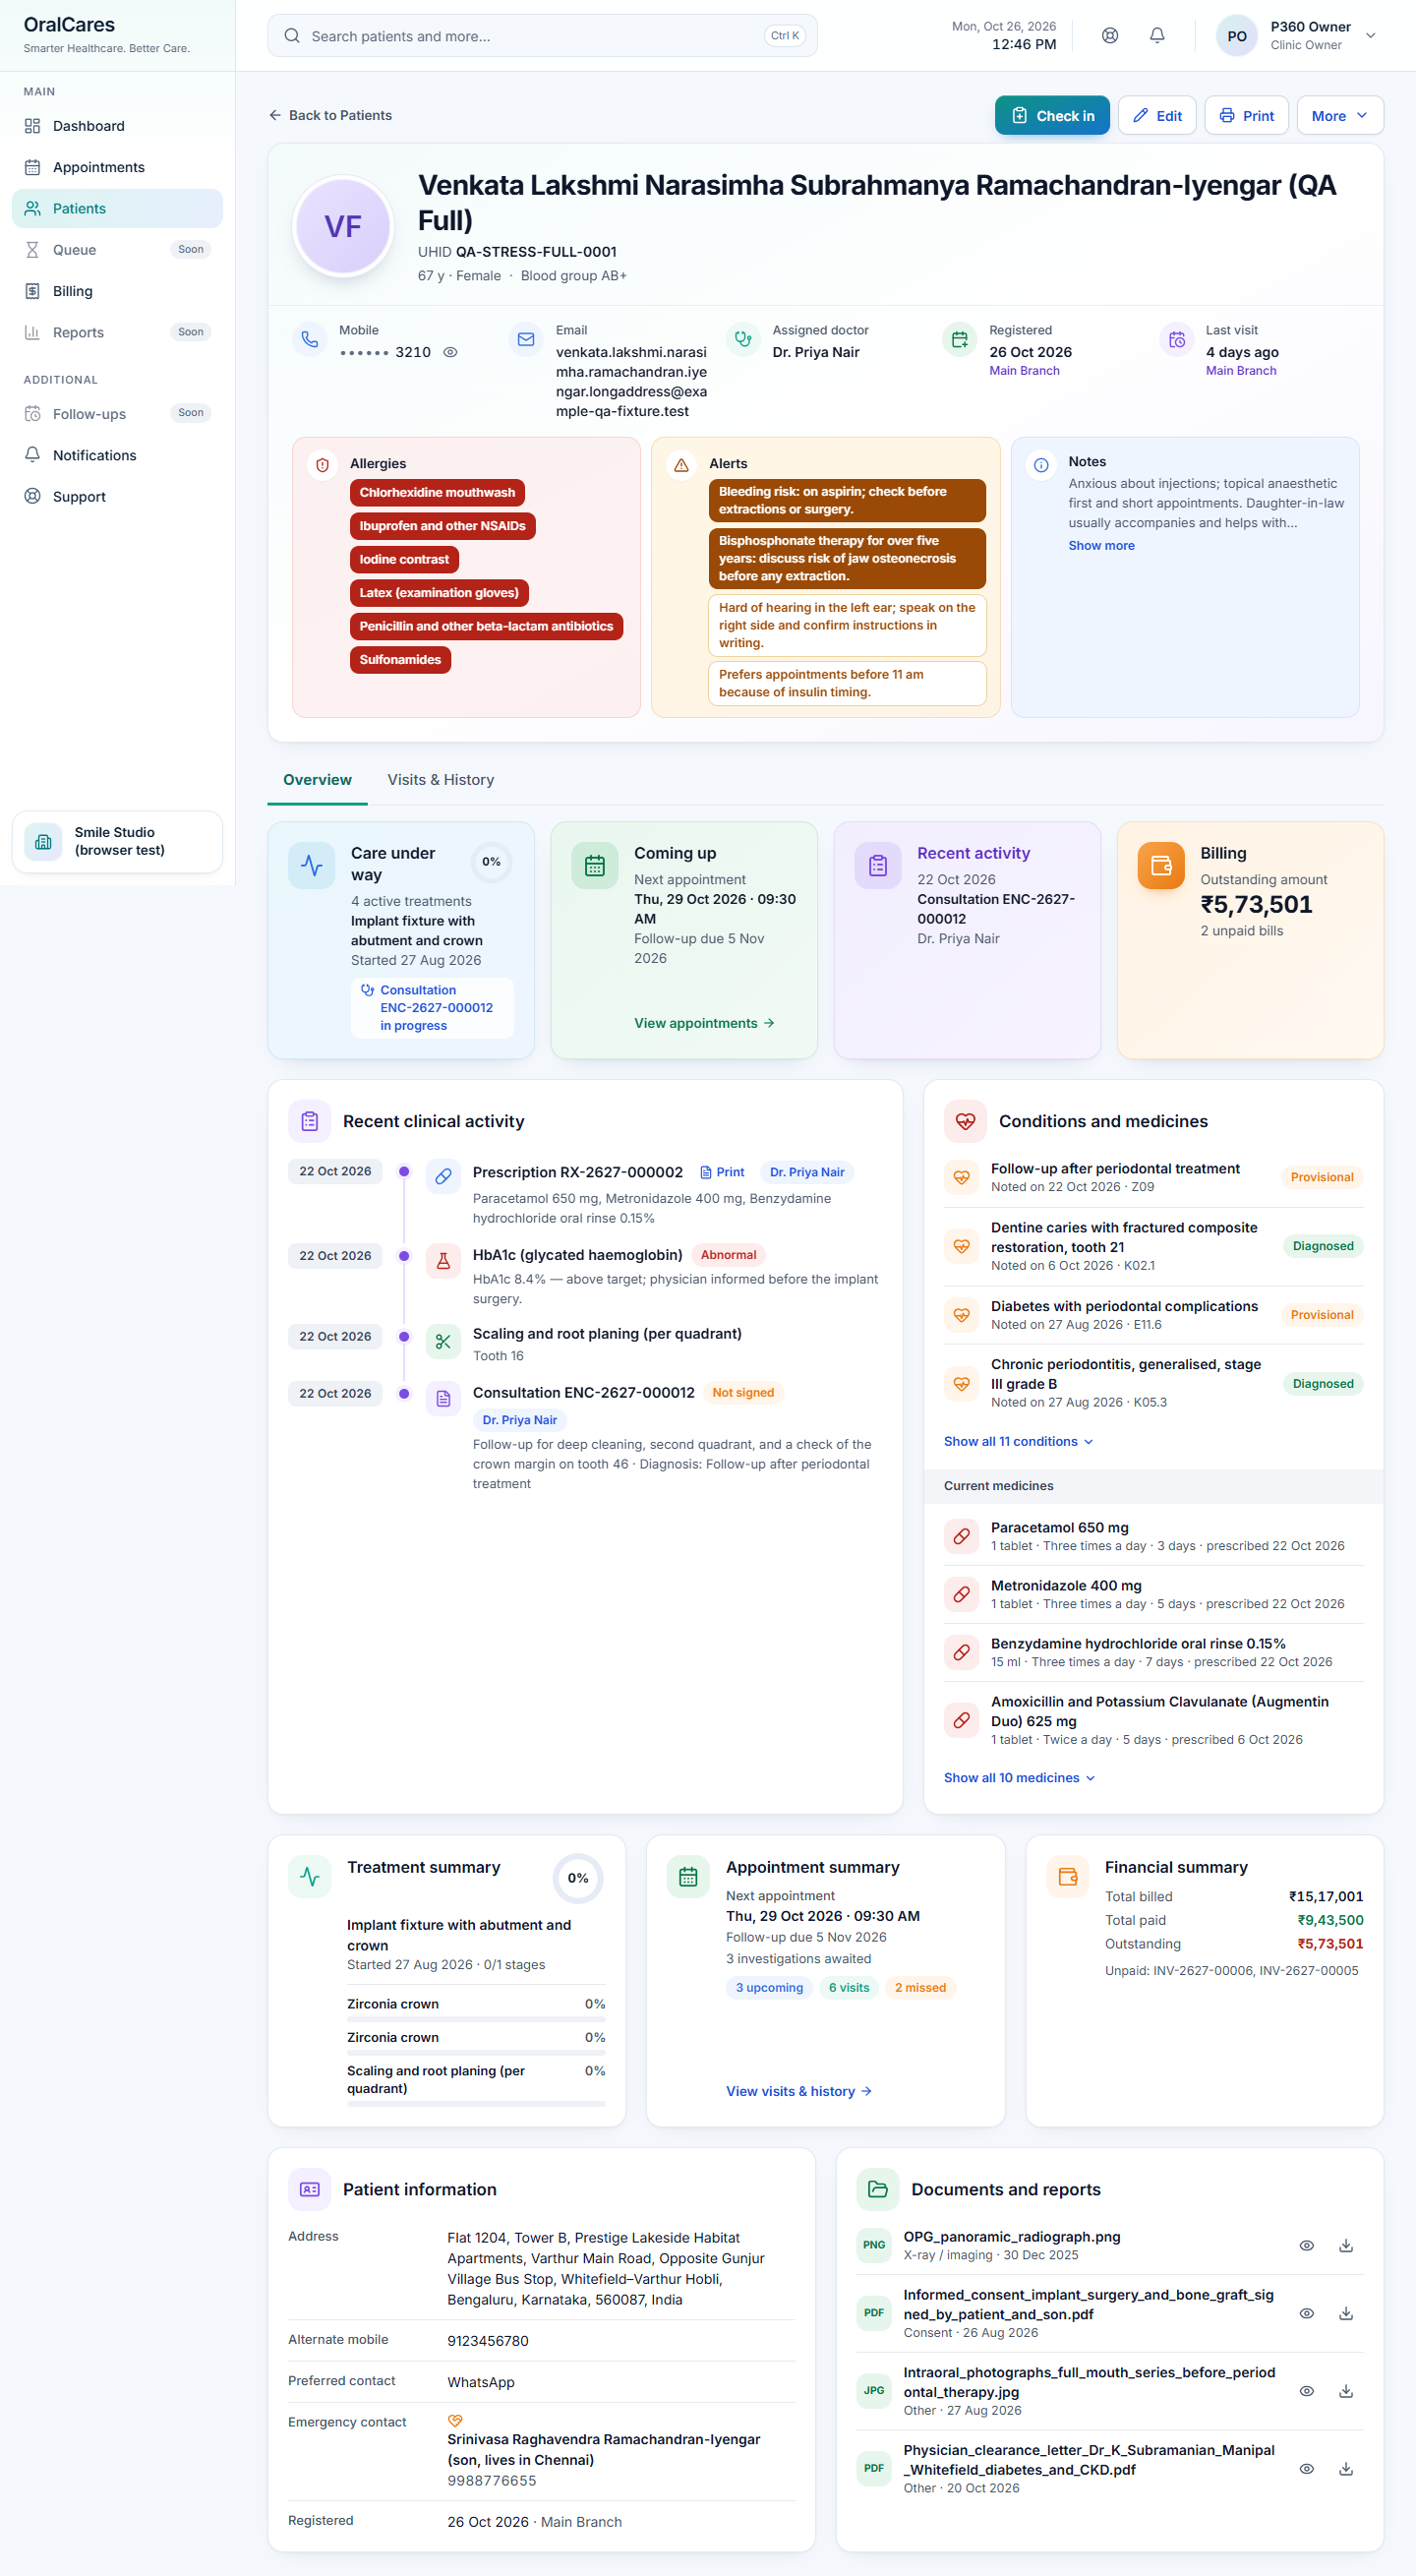 OralCares
Smarter Healthcare. Better Care.
Search patients and more...
Ctrl K
Mon, Oct 26, 2026
12:46 PM
PO
P360 Owner
Clinic Owner
MAIN
Dashboard
Appointments
Patients
Queue
Soon
Billing
Reports
Soon
ADDITIONAL
Follow-ups
Soon
Notifications
Support
Smile Studio
(browser test)
Back to Patients
Check in
Edit
Print
More
VF
Venkata Lakshmi Narasimha Subrahmanya Ramachandran-Iyengar (QA
Full)
UHID QA-STRESS-FULL-0001
67 y · Female · Blood group AB+
Mobile
•••••• 3210
Email
venkata.lakshmi.narasi
mha.ramachandran.iye
ngar.longaddress@exa
mple-qa-fixture.test
Assigned doctor
Dr. Priya Nair
Registered
26 Oct 2026
Main Branch
Last visit
4 days ago
Main Branch
Allergies
Chlorhexidine mouthwash
Ibuprofen and other NSAIDs
Iodine contrast
Latex (examination gloves)
Penicillin and other beta-lactam antibiotics
Sulfonamides
Alerts
Bleeding risk: on aspirin; check before
extractions or surgery.
Bisphosphonate therapy for over five
years: discuss risk of jaw osteonecrosis
before any extraction.
Hard of hearing in the left ear; speak on the
right side and confirm instructions in
writing.
Prefers appointments before 11 am
because of insulin timing.
Notes
Anxious about injections; topical anaesthetic
first and short appointments. Daughter-in-law
usually accompanies and helps with...
Show more
Overview
Visits & History
Care under
way
0%
4 active treatments
Implant fixture with
abutment and crown
Started 27 Aug 2026
Consultation
ENC-2627-000012
in progress
Coming up
Next appointment
Thu, 29 Oct 2026 · 09:30
AM
Follow-up due 5 Nov
2026
View appointments →
Recent activity
22 Oct 2026
Consultation ENC-2627-
000012
Dr. Priya Nair
Billing
Outstanding amount
₹5,73,501
2 unpaid bills
Recent clinical activity
22 Oct 2026
Prescription RX-2627-000002
Print
Dr. Priya Nair
Paracetamol 650 mg, Metronidazole 400 mg, Benzydamine
hydrochloride oral rinse 0.15%
22 Oct 2026
HbA1c (glycated haemoglobin)
Abnormal
HbA1c 8.4% — above target; physician informed before the implant
surgery.
22 Oct 2026
Scaling and root planing (per quadrant)
Tooth 16
22 Oct 2026
Consultation ENC-2627-000012
Not signed
Dr. Priya Nair
Follow-up for deep cleaning, second quadrant, and a check of the
crown margin on tooth 46 · Diagnosis: Follow-up after periodontal
treatment
Conditions and medicines
Follow-up after periodontal treatment
Noted on 22 Oct 2026 · Z09
Provisional
Dentine caries with fractured composite
restoration, tooth 21
Noted on 6 Oct 2026 · K02.1
Diagnosed
Diabetes with periodontal complications
Noted on 27 Aug 2026 · E11.6
Provisional
Chronic periodontitis, generalised, stage
III grade B
Noted on 27 Aug 2026 · K05.3
Diagnosed
Show all 11 conditions
Current medicines
Paracetamol 650 mg
1 tablet · Three times a day · 3 days · prescribed 22 Oct 2026
Metronidazole 400 mg
1 tablet · Three times a day · 5 days · prescribed 22 Oct 2026
Benzydamine hydrochloride oral rinse 0.15%
15 ml · Three times a day · 7 days · prescribed 22 Oct 2026
Amoxicillin and Potassium Clavulanate (Augmentin
Duo) 625 mg
1 tablet · Twice a day · 5 days · prescribed 6 Oct 2026
Show all 10 medicines
Treatment summary
0%
Implant fixture with abutment and
crown
Started 27 Aug 2026 · 0/1 stages
Zirconia crown 0%
Zirconia crown 0%
Scaling and root planing (per 0%
quadrant)
Appointment summary
Next appointment
Thu, 29 Oct 2026 · 09:30 AM
Follow-up due 5 Nov 2026
3 investigations awaited
3 upcoming
6 visits
2 missed
View visits & history →
Financial summary
Total billed ₹15,17,001
Total paid ₹9,43,500
Outstanding ₹5,73,501
Unpaid: INV-2627-00006, INV-2627-00005
Patient information
Address
Flat 1204, Tower B, Prestige Lakeside Habitat
Apartments, Varthur Main Road, Opposite Gunjur
Village Bus Stop, Whitefield–Varthur Hobli,
Bengaluru, Karnataka, 560087, India
Alternate mobile
9123456780
Preferred contact
WhatsApp
Emergency contact
Srinivasa Raghavendra Ramachandran-Iyengar
(son, lives in Chennai)
9988776655
Registered
26 Oct 2026 · Main Branch
Documents and reports
PNG
OPG_panoramic_radiograph.png
X-ray / imaging · 30 Dec 2025
PDF
Informed_consent_implant_surgery_and_bone_graft_sig
ned_by_patient_and_son.pdf
Consent · 26 Aug 2026
JPG
Intraoral_photographs_full_mouth_series_before_period
ontal_therapy.jpg
Other · 27 Aug 2026
PDF
Physician_clearance_letter_Dr_K_Subramanian_Manipal
_Whitefield_diabetes_and_CKD.pdf
Other · 20 Oct 2026